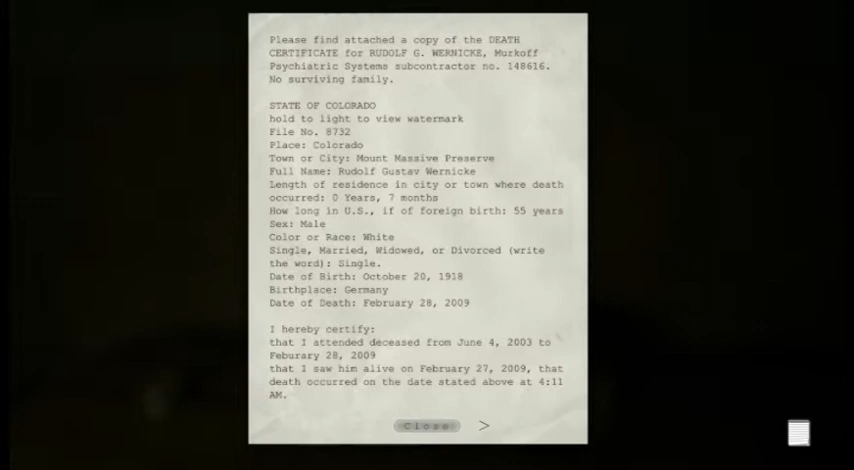 Please find attached a copy of the DEATH
CERTIFICATE for RUDOLF G. WERNICKE, Murkoff
Psychiatric Systems subcontractor no. 148616.
No surviving family.
STATE OF COLORADO
hold to light to view watermark
File No. 8732
Place: Colorado
Town or City: Mount Massive Preserve
Full Name: Rudolf Gustav Wernicke
Length of residence in city or town where death
occurred: 0 Years, 7 months
How long in U.S., if of foreign birth: 55 years
Sex: Male
Color or Race: White
Single, Married, Widowed, or Divorced (write
the word): Single.
Date of Birth: October 20, 1918
Birthplace: Germany
Date of Death: February 28, 2009
I hereby certify:
that I attended deceased from June 4, 2003 to
Feburary 28, 2009
that I saw him alive on February 27, 2009, that
death occurred on the date stated above at 4:11
AM.
Close >